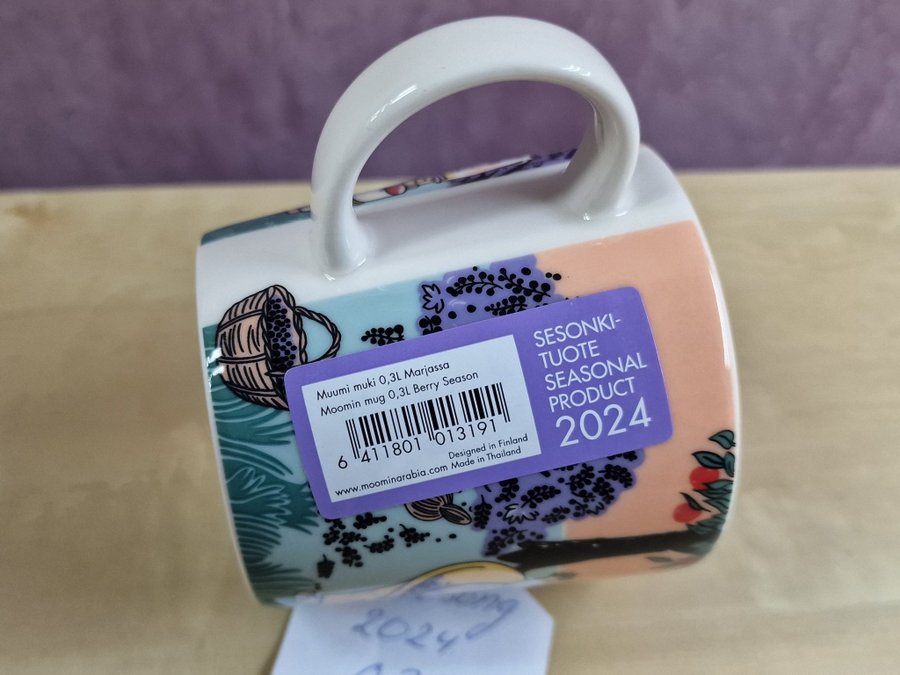 Muumi muki 0,3L Marjassa
Moomin mug 0,3L Berry Season
6 411801 013191
Designed in Finland
www.moominarabia.com Made in Thailand
SESONKI-
TUOTE
SEASONAL
PRODUCT
2024
2024